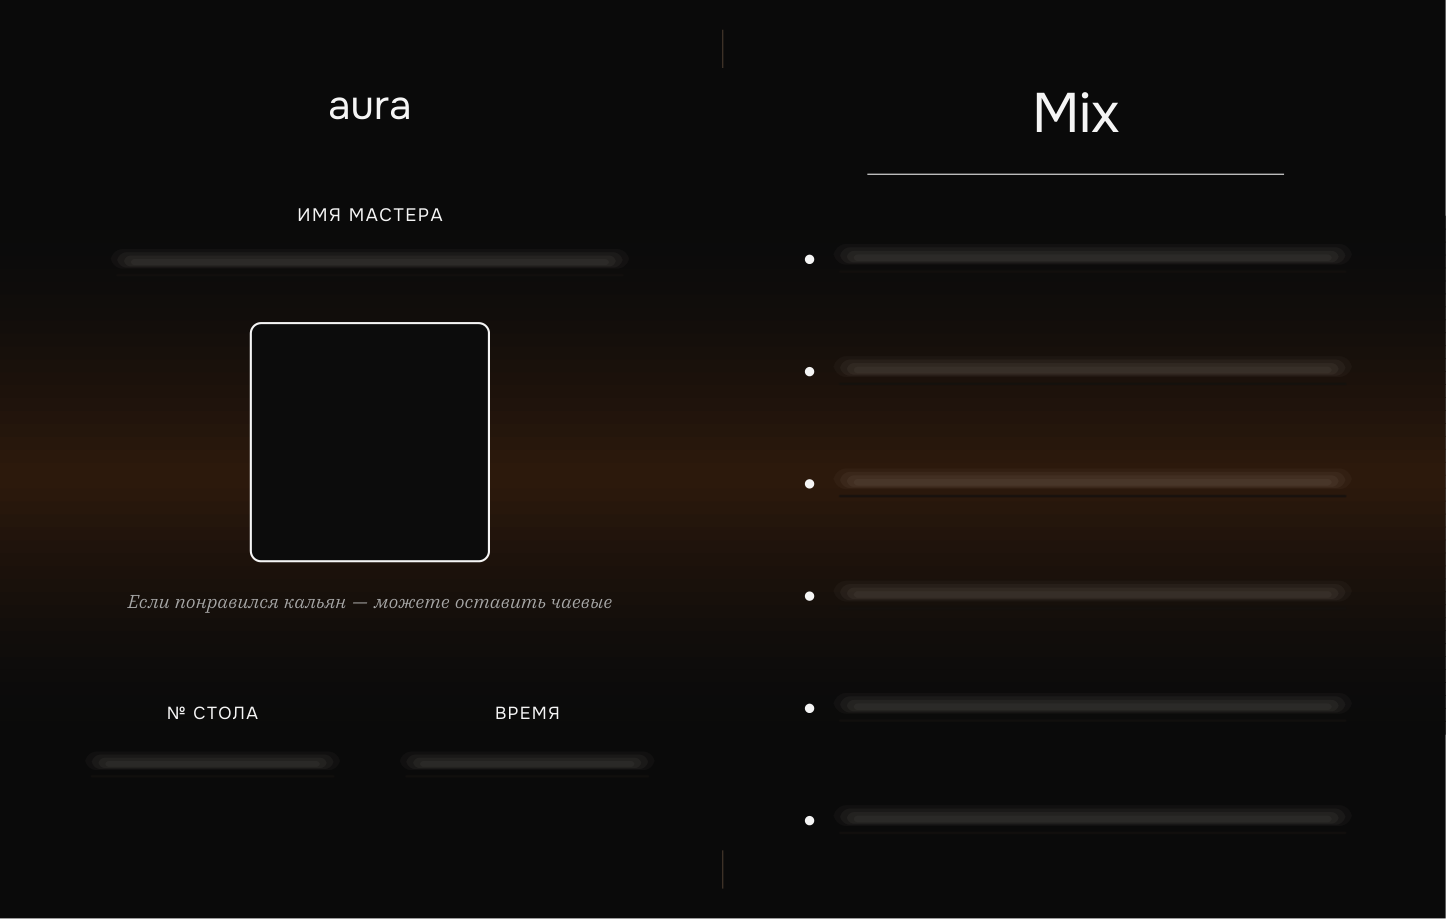 aura
ИМЯ МАСТЕРА
Если понравился кальян — можете оставить чаевые
№ СТОЛА
ВРЕМЯ
Mix